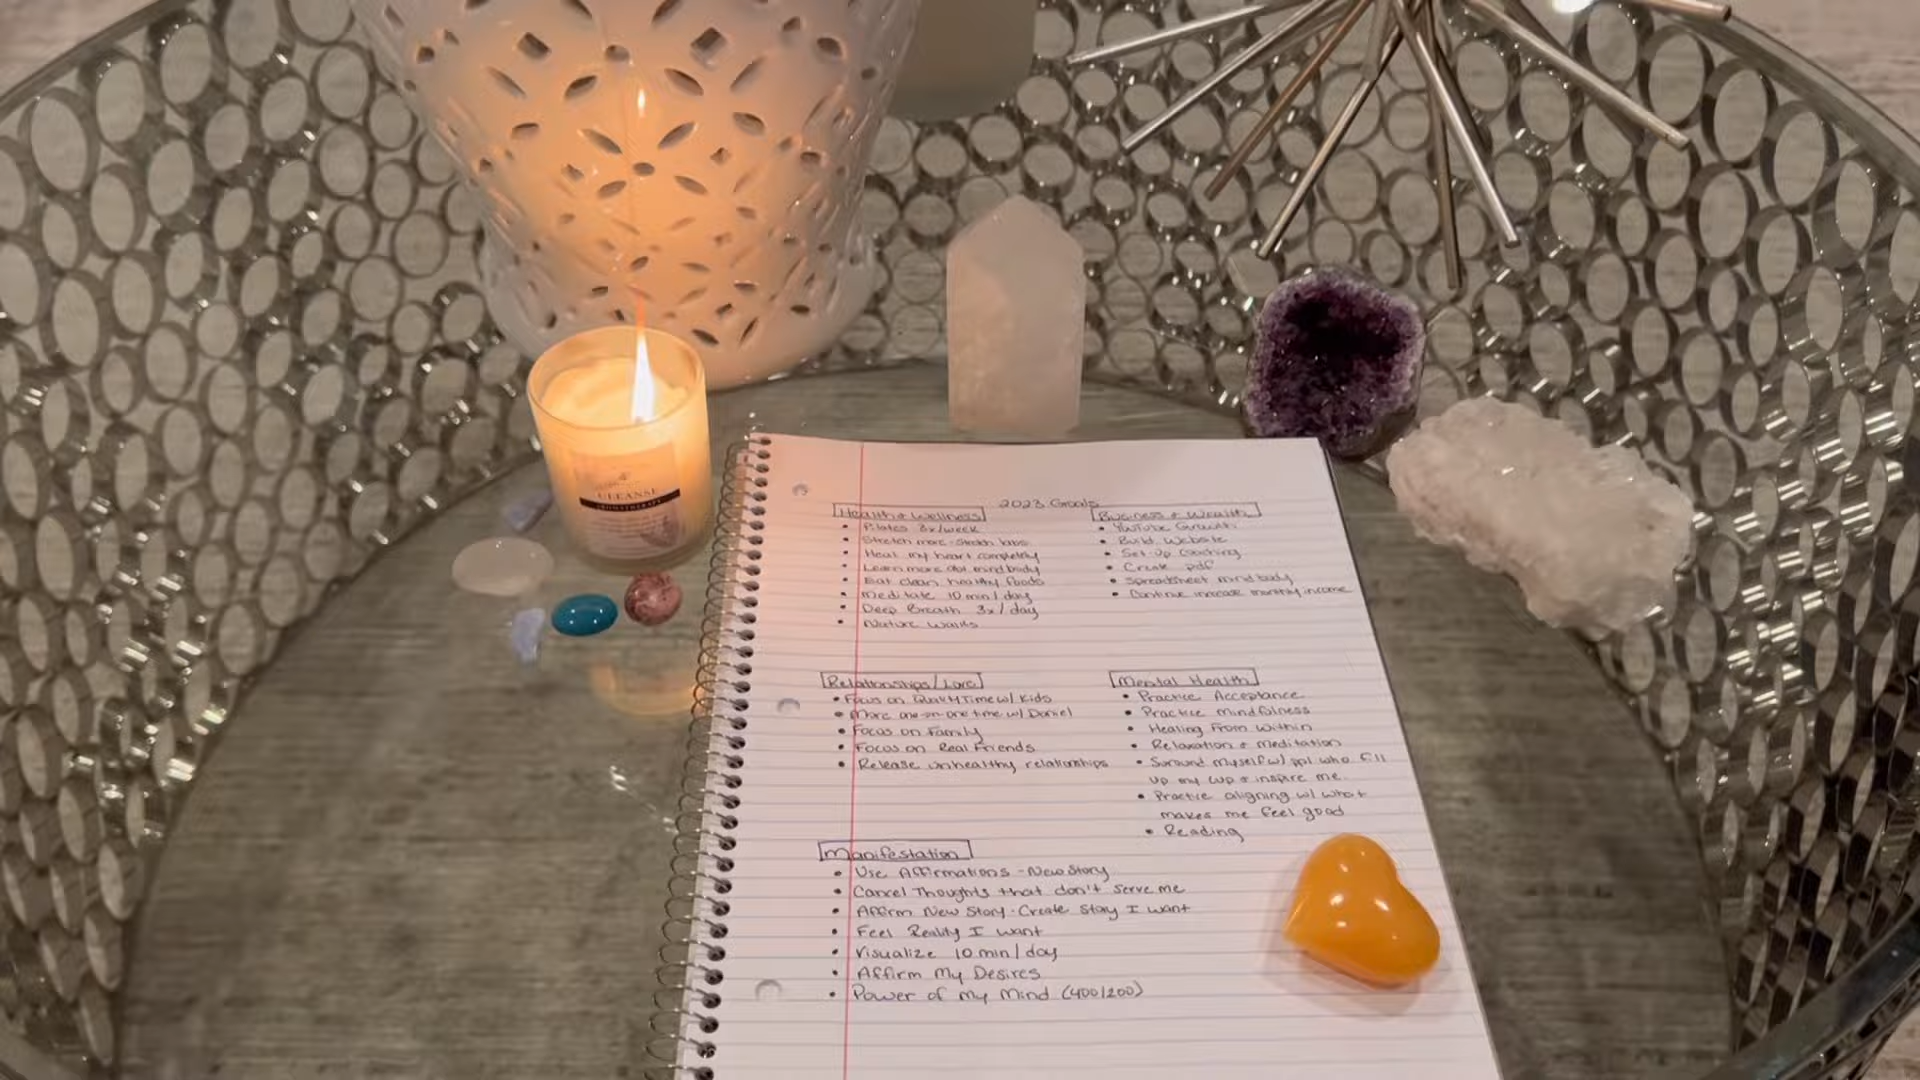 CLEANSE
AROMATHERAPY
2023 Goals
Health & Wellness
• Pilates 3x/week
• Stretch more - Stretch labs
• Heal my heart completely
• Learn more abt mind body
• Eat clean, healthy foods
• Meditate 10 min / day
• Deep Breath 3x / day
• Nature walks
Business & Wealth
• YouTube Growth
• Build Website
• Set-Up Coaching
• Create pdf
• Spreadsheet mind body
• Continue increase monthly income
Relationships / Love
• Focus on Quality Time w/ Kids
• More one-on-one time w/ Daniel
• Focus on Family
• Focus on Real Friends
• Release unhealthy relationships
Mental Health
• Practice Acceptance
• Practice mindfulness
• Healing From Within
• Relaxation & meditation
• Suround myself w/ ppl who fill
up my cup & inspire me.
• Practice aligning w/ what
makes me feel good
• Reading
Manifestation
• Use Affirmations - New Story
• Cancel Thoughts that don't serve me
• Affirm New Story - Create Story I want
• Feel Reality I want
• Visualize 10 min / day
• Affirm My Desires
• Power of my Mind (400/200)